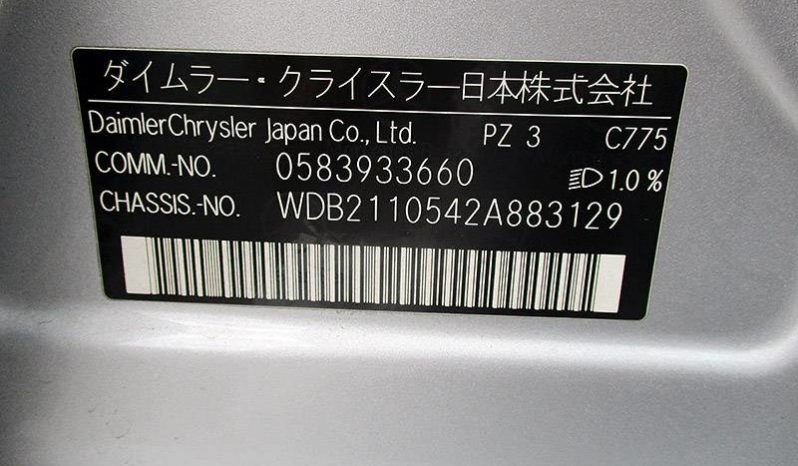 ダイムラー・クライスラー日本株式会社
DaimlerChrysler Japan Co., Ltd. PZ 3 C775
COMM.-NO. 0583933660 1.0 %
CHASSIS.-NO. WDB2110542A883129